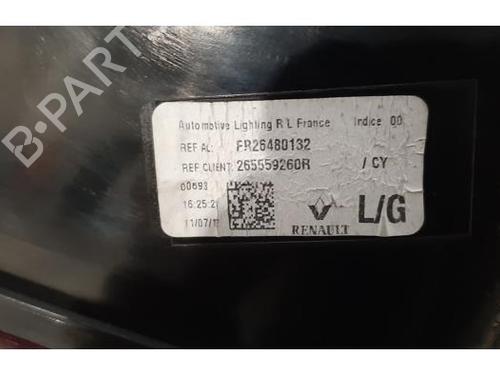 B-PARTS
Automotive Lighting R L France Indice 00
REF AL: FR26480132
REF CLIENT: 265559260R / CY
00693
16:25:2
11/07/1
RENAULT
L/G